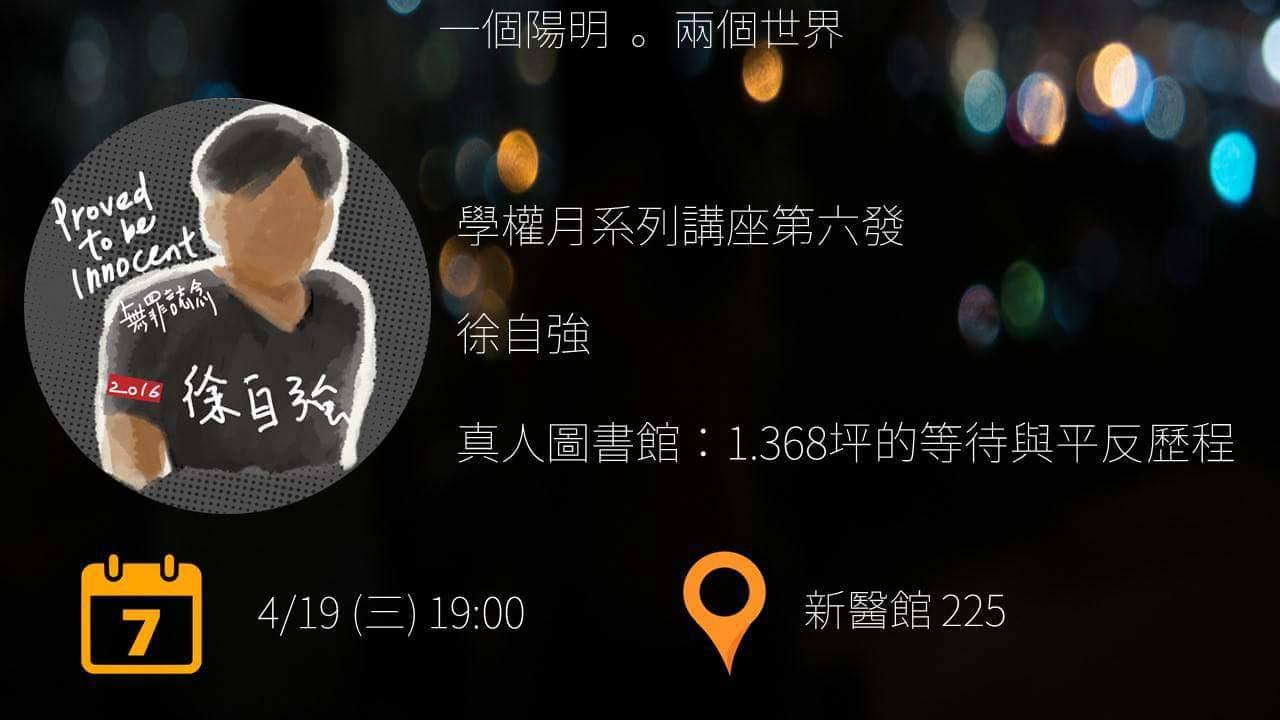 一個陽明 。兩個世界
Proved
to be
Innocent
無罪誌念
2016
徐自強
學權月系列講座第六發
徐自強
真人圖書館：1.368坪的等待與平反歷程
7
4/19 (三) 19:00
新醫館 225